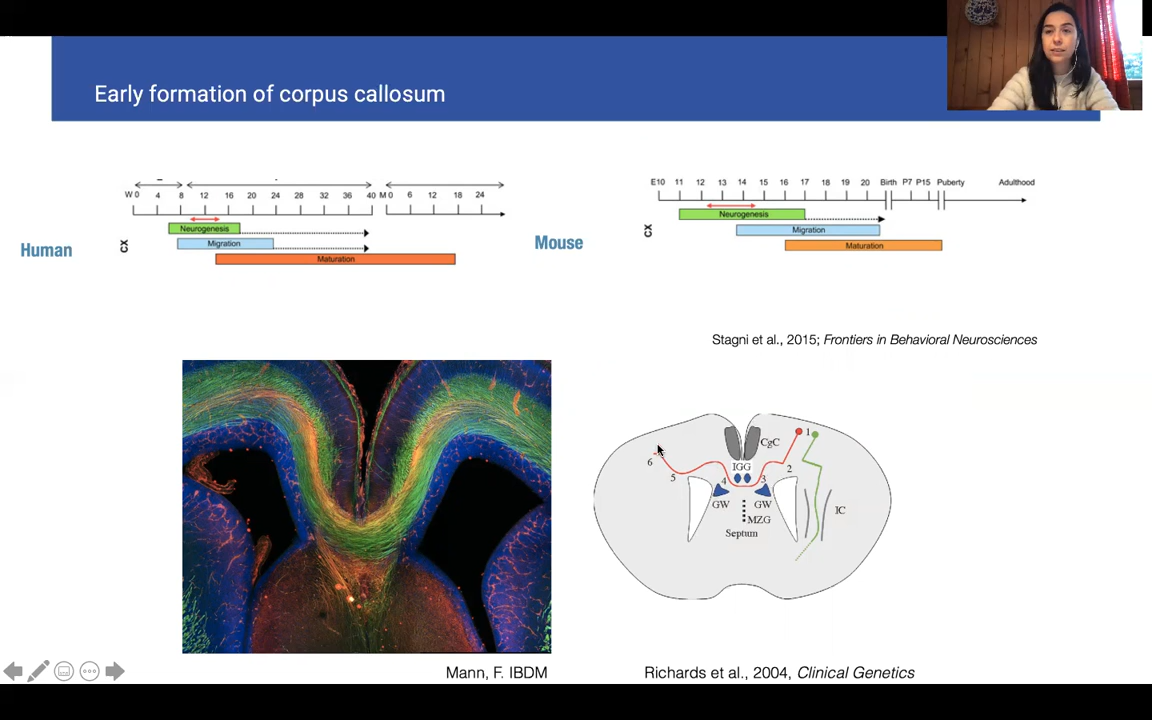 Early formation of corpus callosum
W 0 4 8 12 16 20 24 28 32 36 40 M 0 6 12 18 24
Neurogenesis
Migration
Maturation
CX
Human
E10 11 12 13 14 15 16 17 18 19 20 Birth P7 P15 Puberty Adulthood
Neurogenesis
Migration
Maturation
CX
Mouse
Stagni et al., 2015; Frontiers in Behavioral Neurosciences
CgC
1
IGG
6
5
4
3
2
GW
GW
IC
MZG
Septum
Mann, F. IBDM
Richards et al., 2004, Clinical Genetics